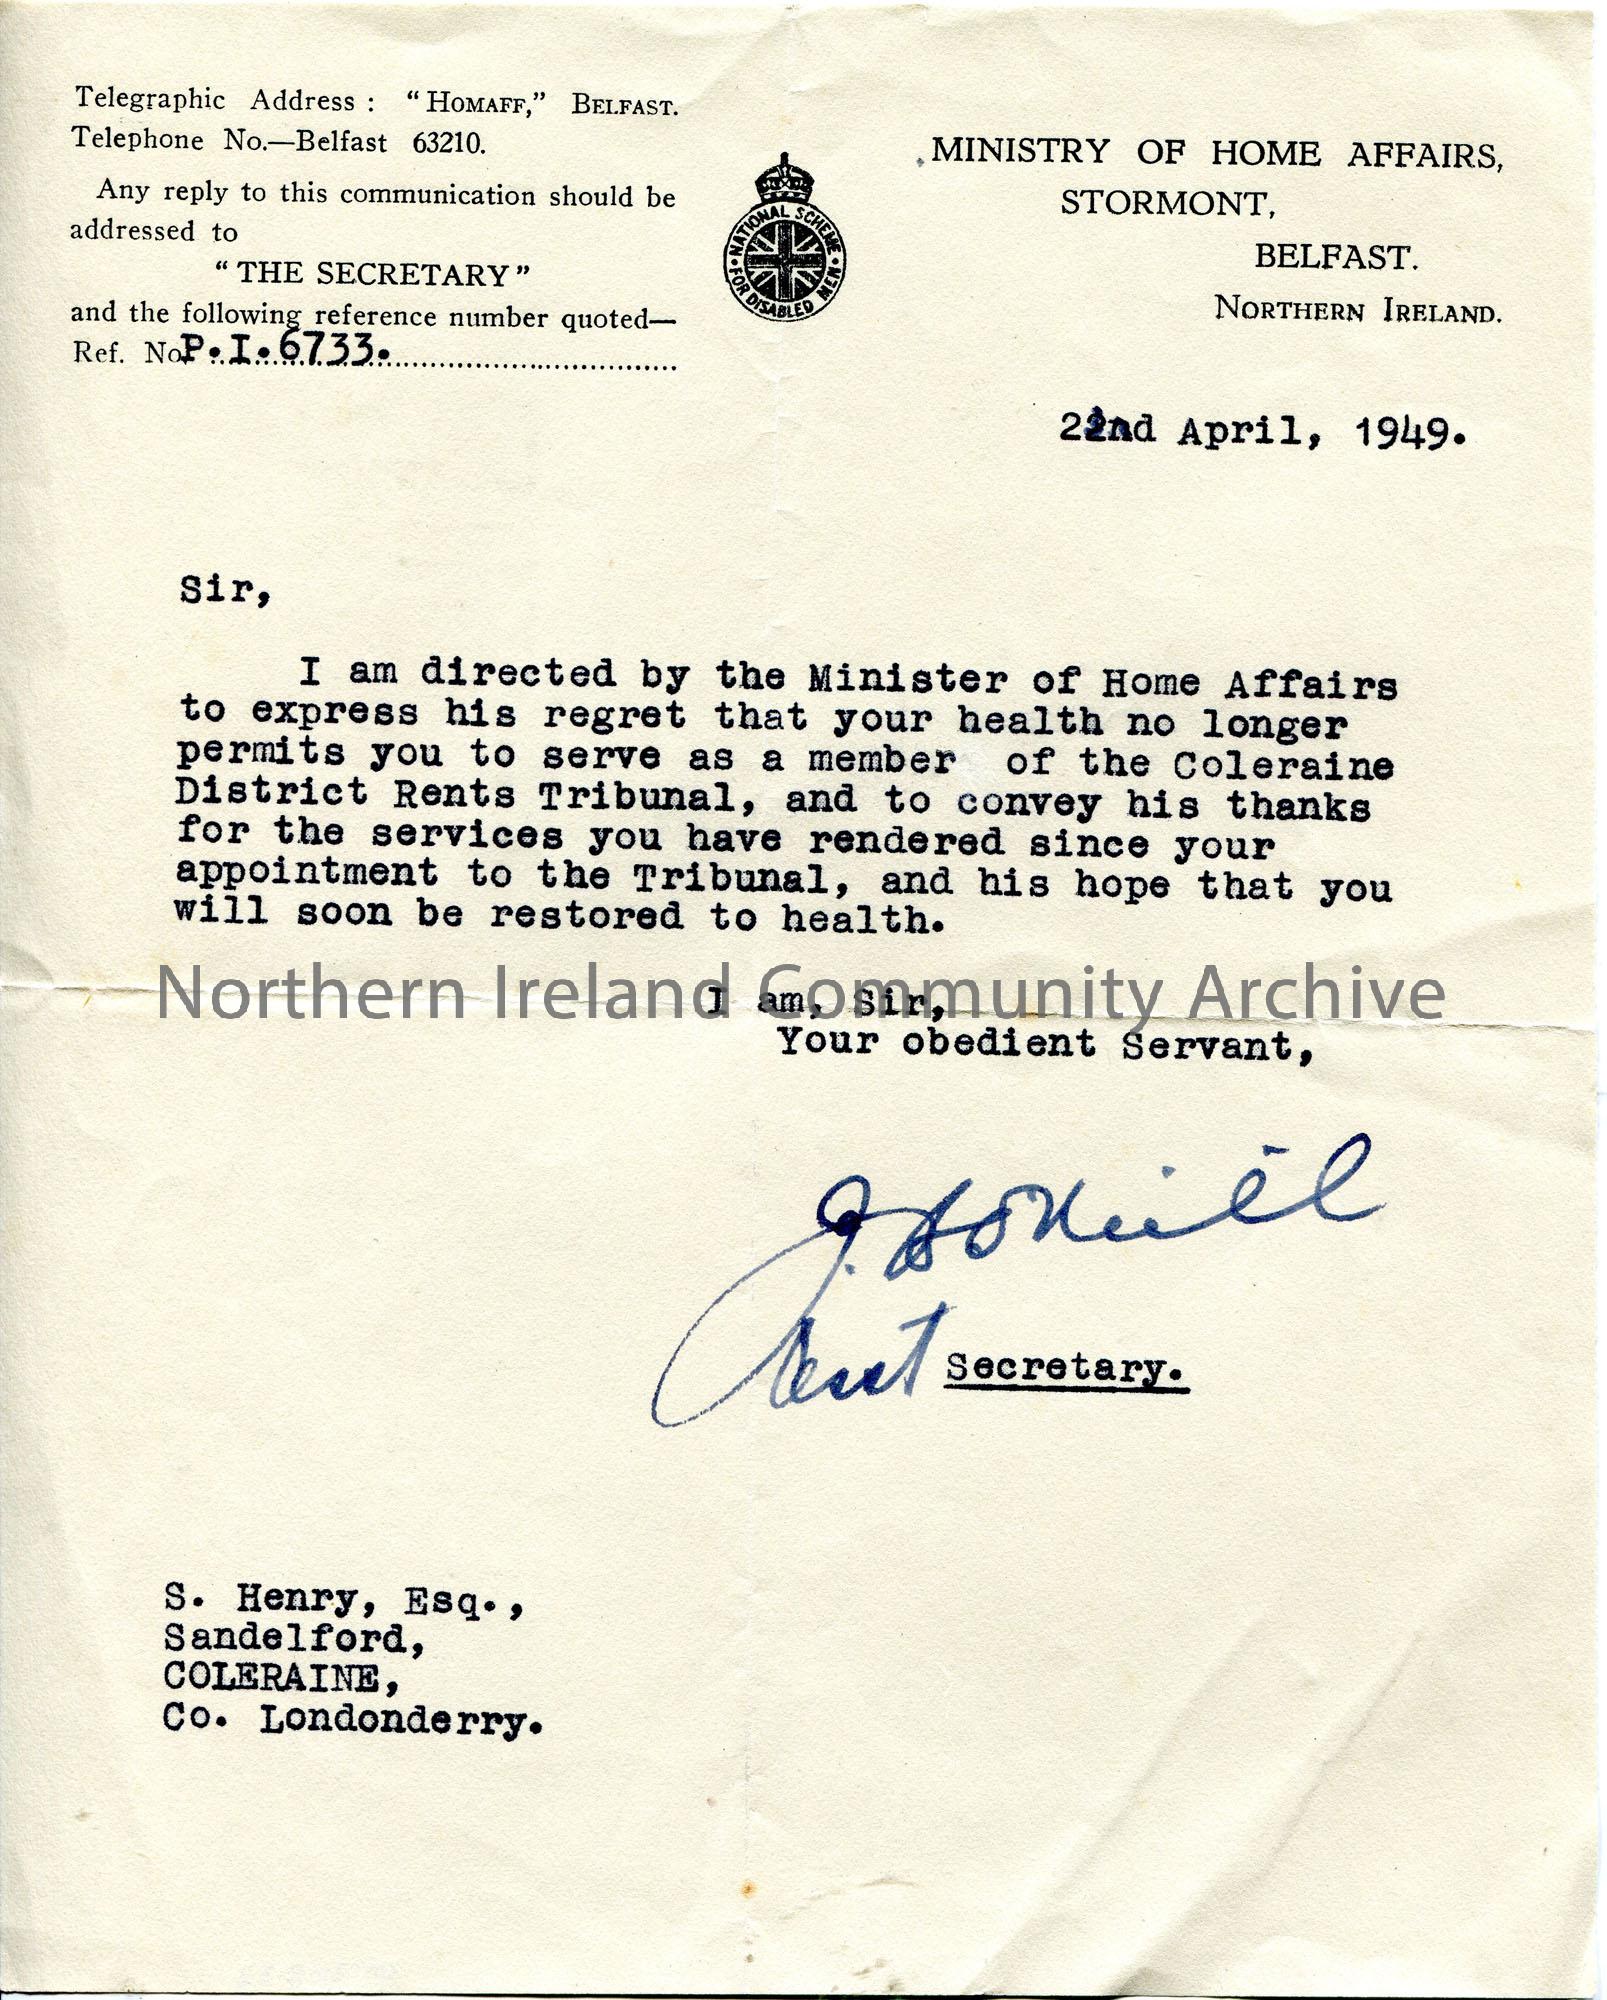 Telegraphic Address : "HOMAFF," BELFAST.
Telephone No.—Belfast 63210.
Any reply to this communication should be
addressed to
"THE SECRETARY"
and the following reference number quoted—
Ref. No. P.I.6733.
NATIONAL SCHEME
FOR DISABLED MEN
MINISTRY OF HOME AFFAIRS,
STORMONT,
BELFAST.
NORTHERN IRELAND.
22nd April, 1949.
Sir,
I am directed by the Minister of Home Affairs
to express his regret that your health no longer
permits you to serve as a member of the Coleraine
District Rents Tribunal, and to convey his thanks
for the services you have rendered since your
appointment to the Tribunal, and his hope that you
will soon be restored to health.
Northern Ireland Community Archive
I am, Sir,
Your obedient Servant,
Secretary.
S. Henry, Esq.,
Sandelford,
COLERAINE,
Co. Londonderry.